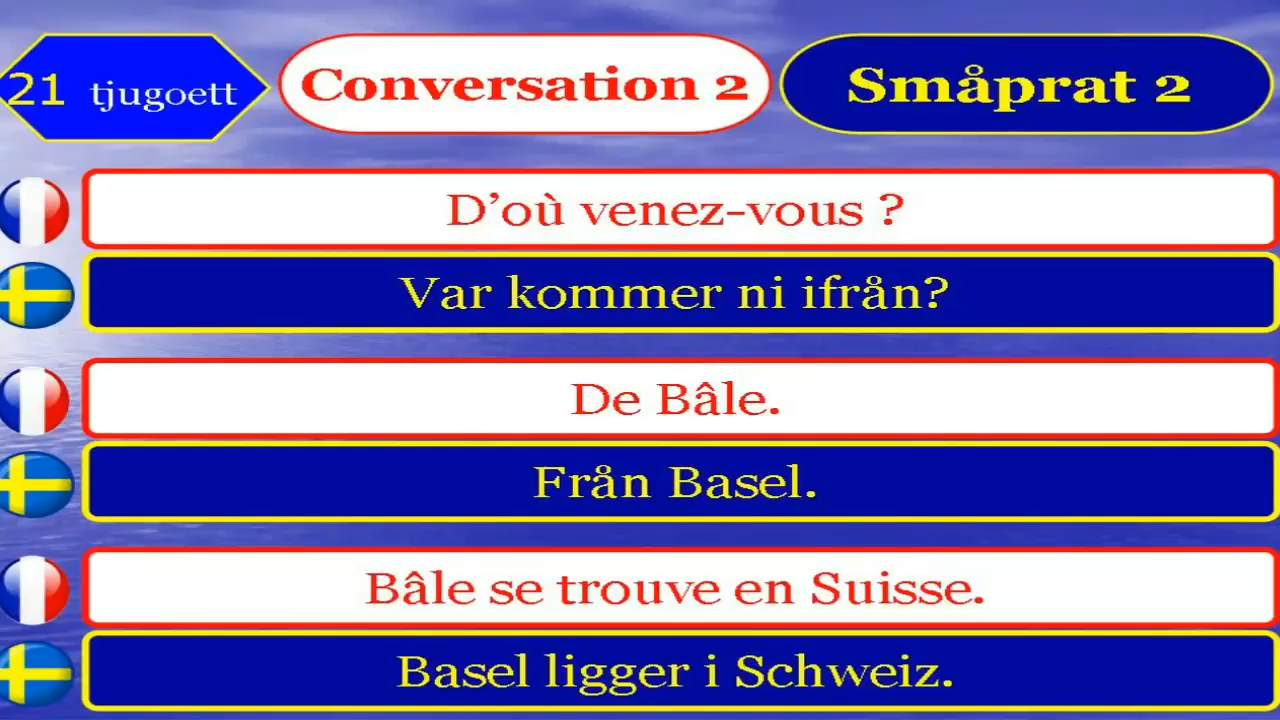 21 tjugoett
Conversation 2
Småprat 2
D’où venez-vous ?
Var kommer ni ifrån?
De Bâle.
Från Basel.
Bâle se trouve en Suisse.
Basel ligger i Schweiz.